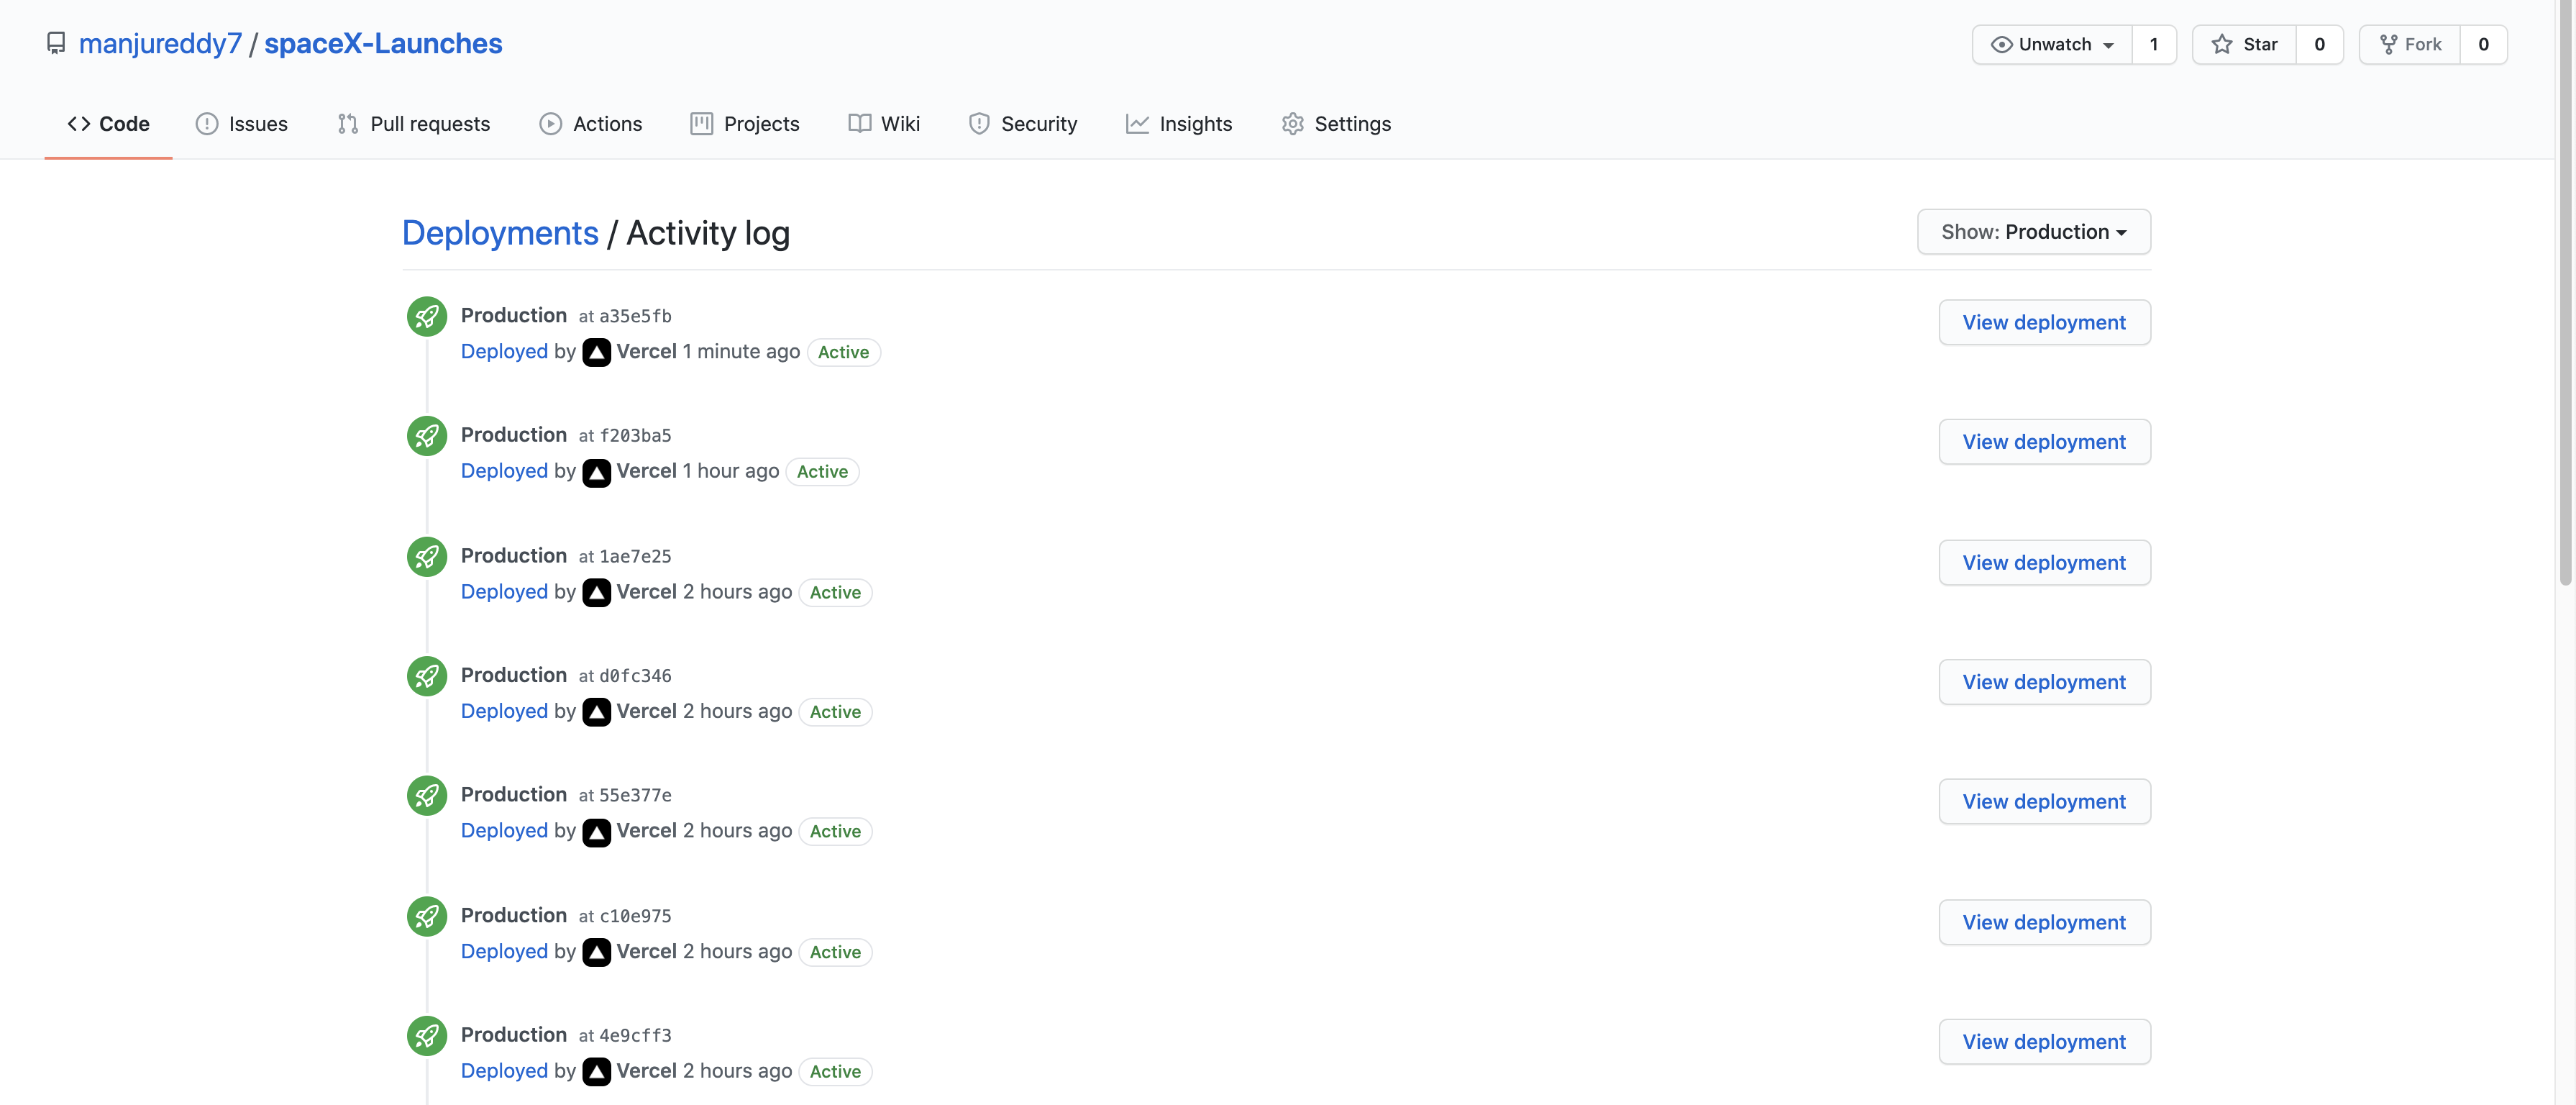 manjureddy7 / spaceX-Launches
Unwatch 1 Star 0 Fork 0
Code Issues Pull requests Actions Projects Wiki Security Insights Settings
Deployments / Activity log
Show: Production
Production at a35e5fb
Deployed by Vercel 1 minute ago Active
View deployment
Production at f203ba5
Deployed by Vercel 1 hour ago Active
View deployment
Production at 1ae7e25
Deployed by Vercel 2 hours ago Active
View deployment
Production at d0fc346
Deployed by Vercel 2 hours ago Active
View deployment
Production at 55e377e
Deployed by Vercel 2 hours ago Active
View deployment
Production at c10e975
Deployed by Vercel 2 hours ago Active
View deployment
Production at 4e9cff3
Deployed by Vercel 2 hours ago Active
View deployment